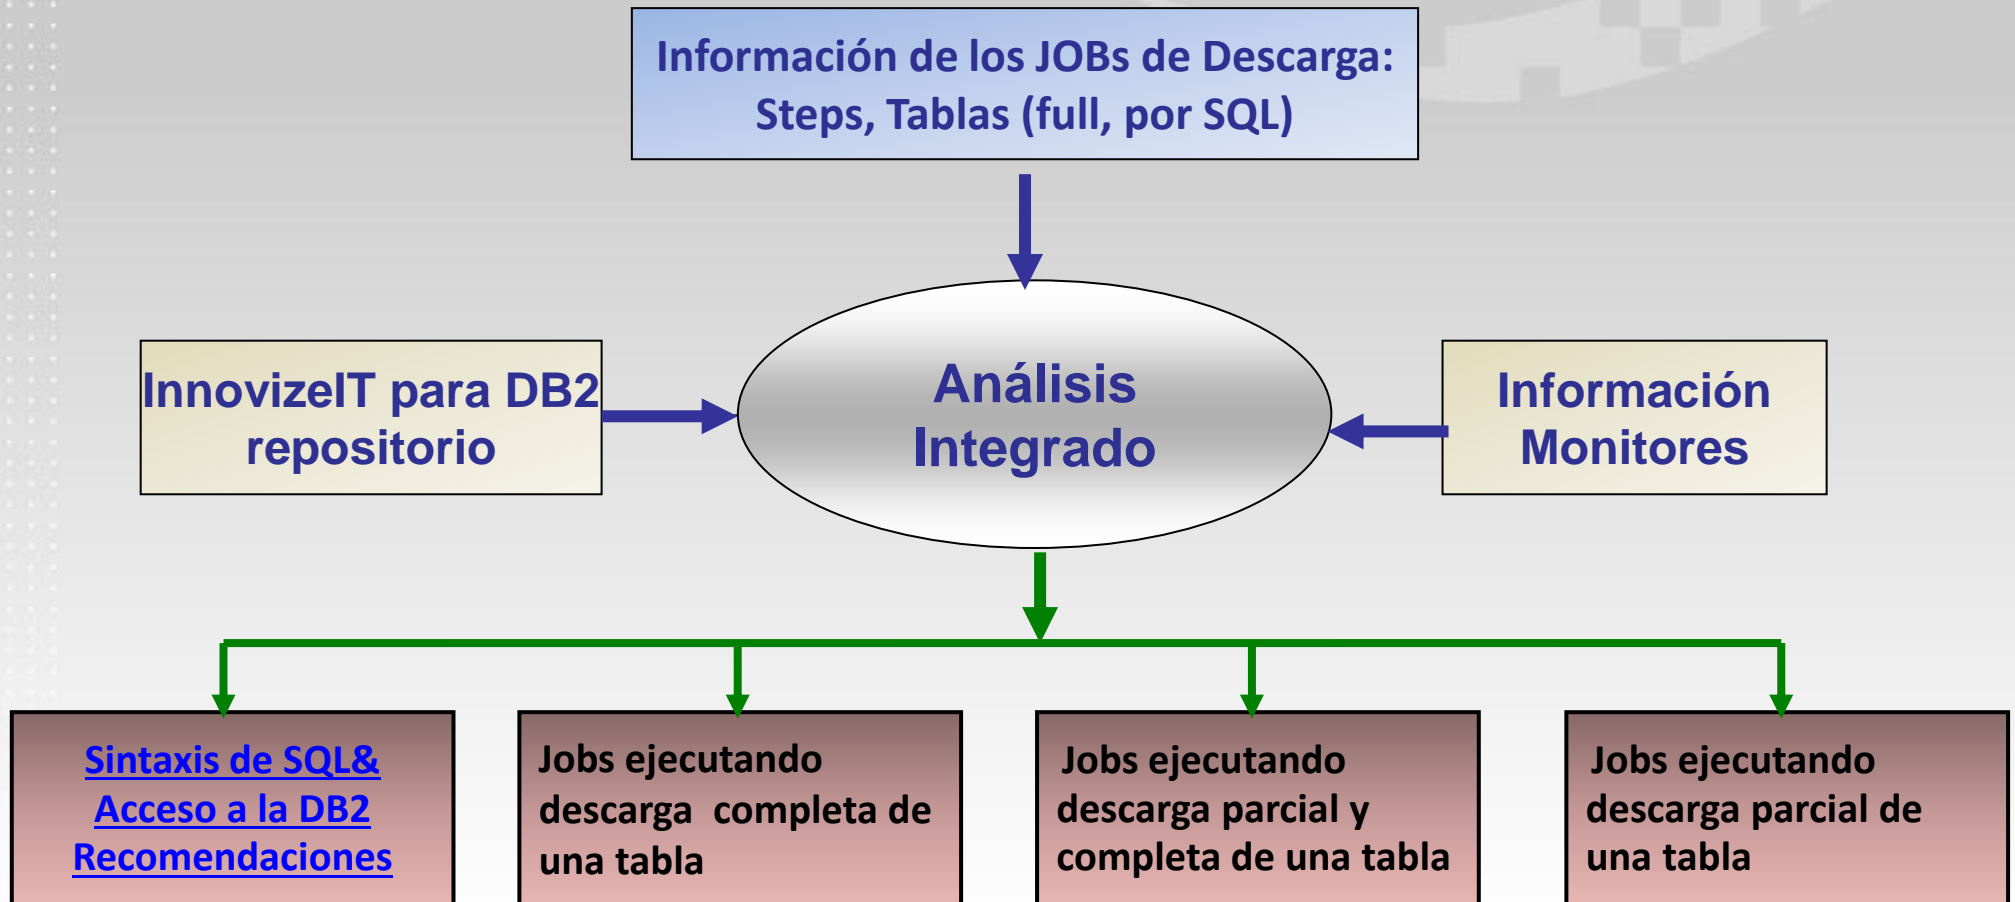 Información de los JOBs de Descarga:
Steps, Tablas (full, por SQL)
InnovizeIT para DB2
repositorio
Análisis
Integrado
Información
Monitores
Sintaxis de SQL&
Acceso a la DB2
Recomendaciones
Jobs ejecutando
descarga completa de
una tabla
Jobs ejecutando
descarga parcial y
completa de una tabla
Jobs ejecutando
descarga parcial de
una tabla